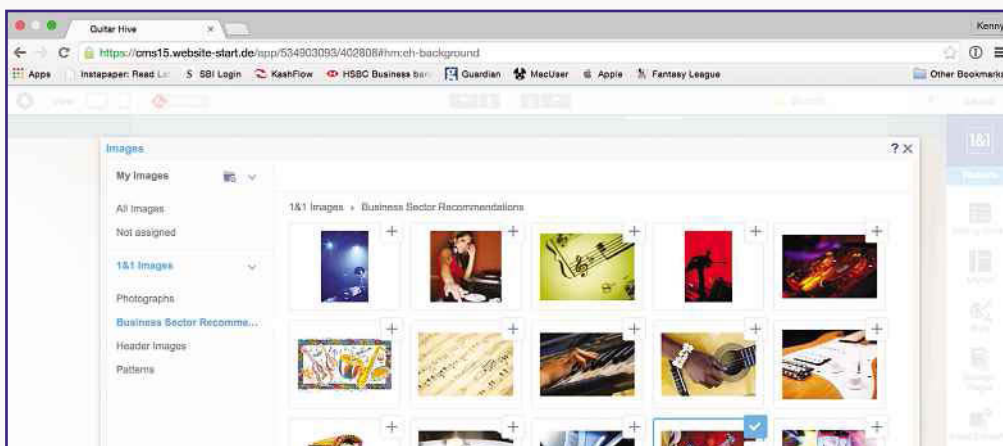 Guitar Hive
Kenny
https://cms15.website-start.de/app/534903093/402808#hm:eh-background
Apps Instapaper: Read SBI Login KashFlow HSBC Business Guardian MacUser Apple Fantasy League Other Bookmarks
view
1&1
Images ? ×
My Images
All Images
Not assigned
1&1 Images
Photographs
Business Sector Recomme...
Header Images
Patterns
1&1 Images Business Sector Recommendations